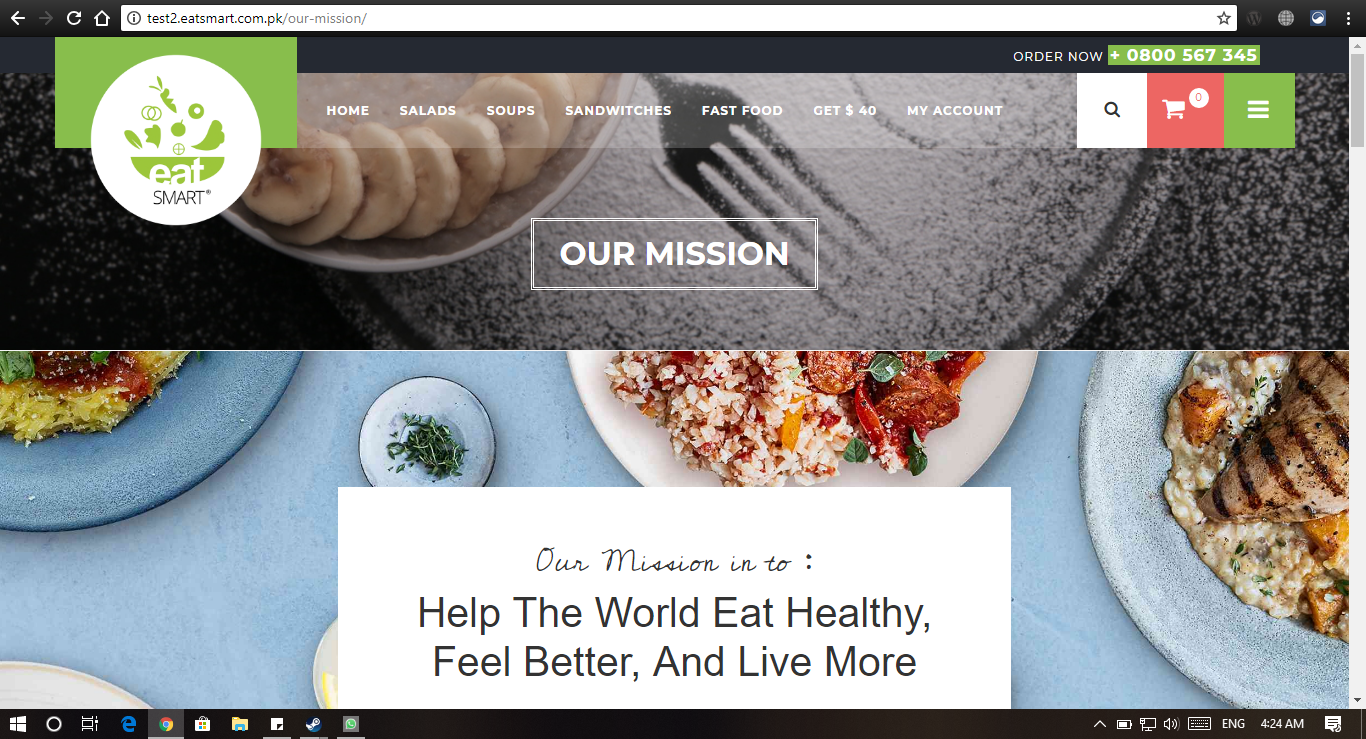 test2.eatsmart.com.pk/our-mission/
ORDER NOW + 0800 567 345
eat
SMART®
HOME SALADS SOUPS SANDWITCHES FAST FOOD GET $ 40 MY ACCOUNT
0
OUR MISSION
Our Mission in to :
Help The World Eat Healthy,
Feel Better, And Live More
ENG 4:24 AM